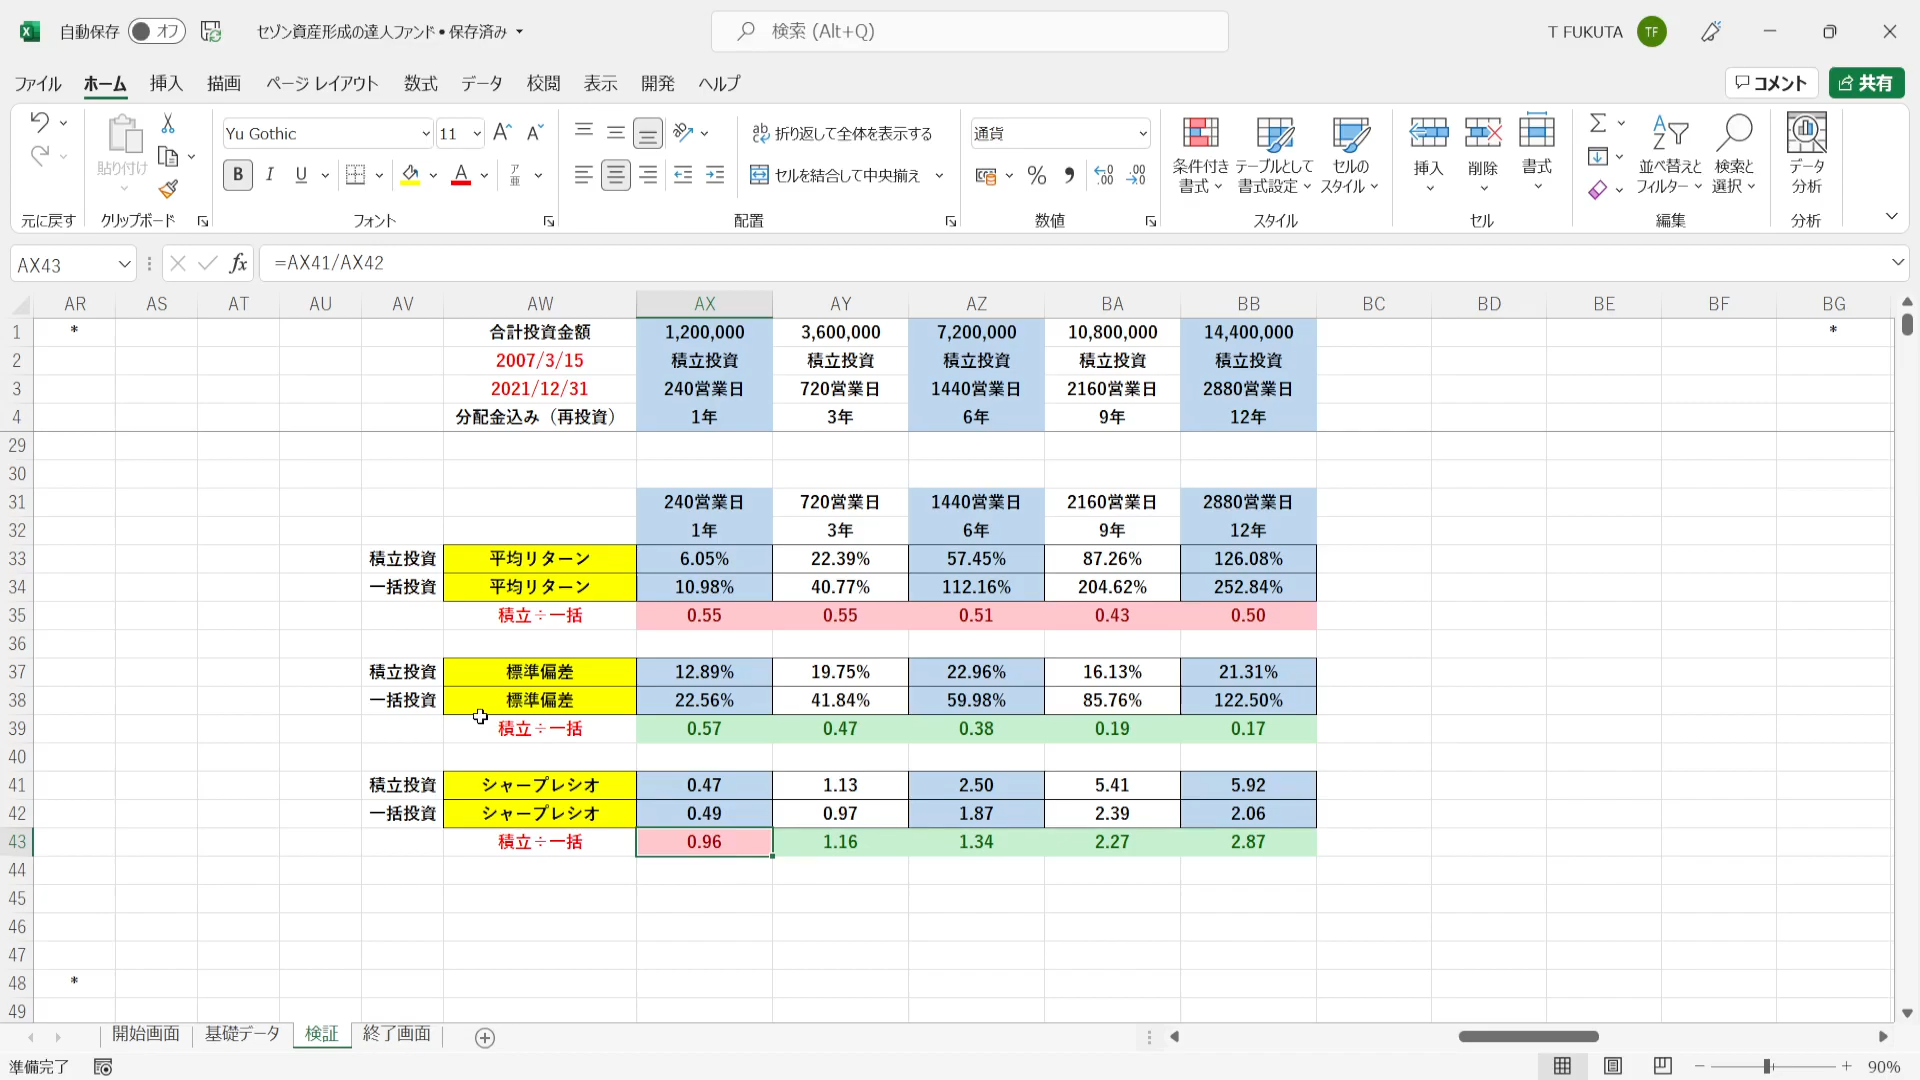 自動保存 オフ セゾン資産形成の達人ファンド • 保存済み 検索 (Alt+Q) T FUKUTA TF
ファイル ホーム 挿入 描画 ページ レイアウト 数式 データ 校閲 表示 開発 ヘルプ コメント 共有
貼り付け Yu Gothic 11 折り返して全体を表示する 通貨
B I U A ア亜 セルを結合して中央揃え %
条件付き書式 テーブルとして書式設定 セルのスタイル 挿入 削除 書式 並べ替えとフィルター 検索と選択 データ分析
元に戻す クリップボード フォント 配置 数値 スタイル セル 編集 分析
AX43 fx =AX41/AX42
AR AS AT AU AV AW AX AY AZ BA BB BC BD BE BF BG
1 * 合計投資金額 1,200,000 3,600,000 7,200,000 10,800,000 14,400,000 *
2 2007/3/15 積立投資 積立投資 積立投資 積立投資 積立投資
3 2021/12/31 240営業日 720営業日 1440営業日 2160営業日 2880営業日
4 分配金込み（再投資） 1年 3年 6年 9年 12年
29
30
31 240営業日 720営業日 1440営業日 2160営業日 2880営業日
32 1年 3年 6年 9年 12年
33 積立投資 平均リターン 6.05% 22.39% 57.45% 87.26% 126.08%
34 一括投資 平均リターン 10.98% 40.77% 112.16% 204.62% 252.84%
35 積立÷一括 0.55 0.55 0.51 0.43 0.50
36
37 積立投資 標準偏差 12.89% 19.75% 22.96% 16.13% 21.31%
38 一括投資 標準偏差 22.56% 41.84% 59.98% 85.76% 122.50%
39 積立÷一括 0.57 0.47 0.38 0.19 0.17
40
41 積立投資 シャープレシオ 0.47 1.13 2.50 5.41 5.92
42 一括投資 シャープレシオ 0.49 0.97 1.87 2.39 2.06
43 積立÷一括 0.96 1.16 1.34 2.27 2.87
44
45
46
47
48 *
49
開始画面 基礎データ 検証 終了画面
準備完了 90%